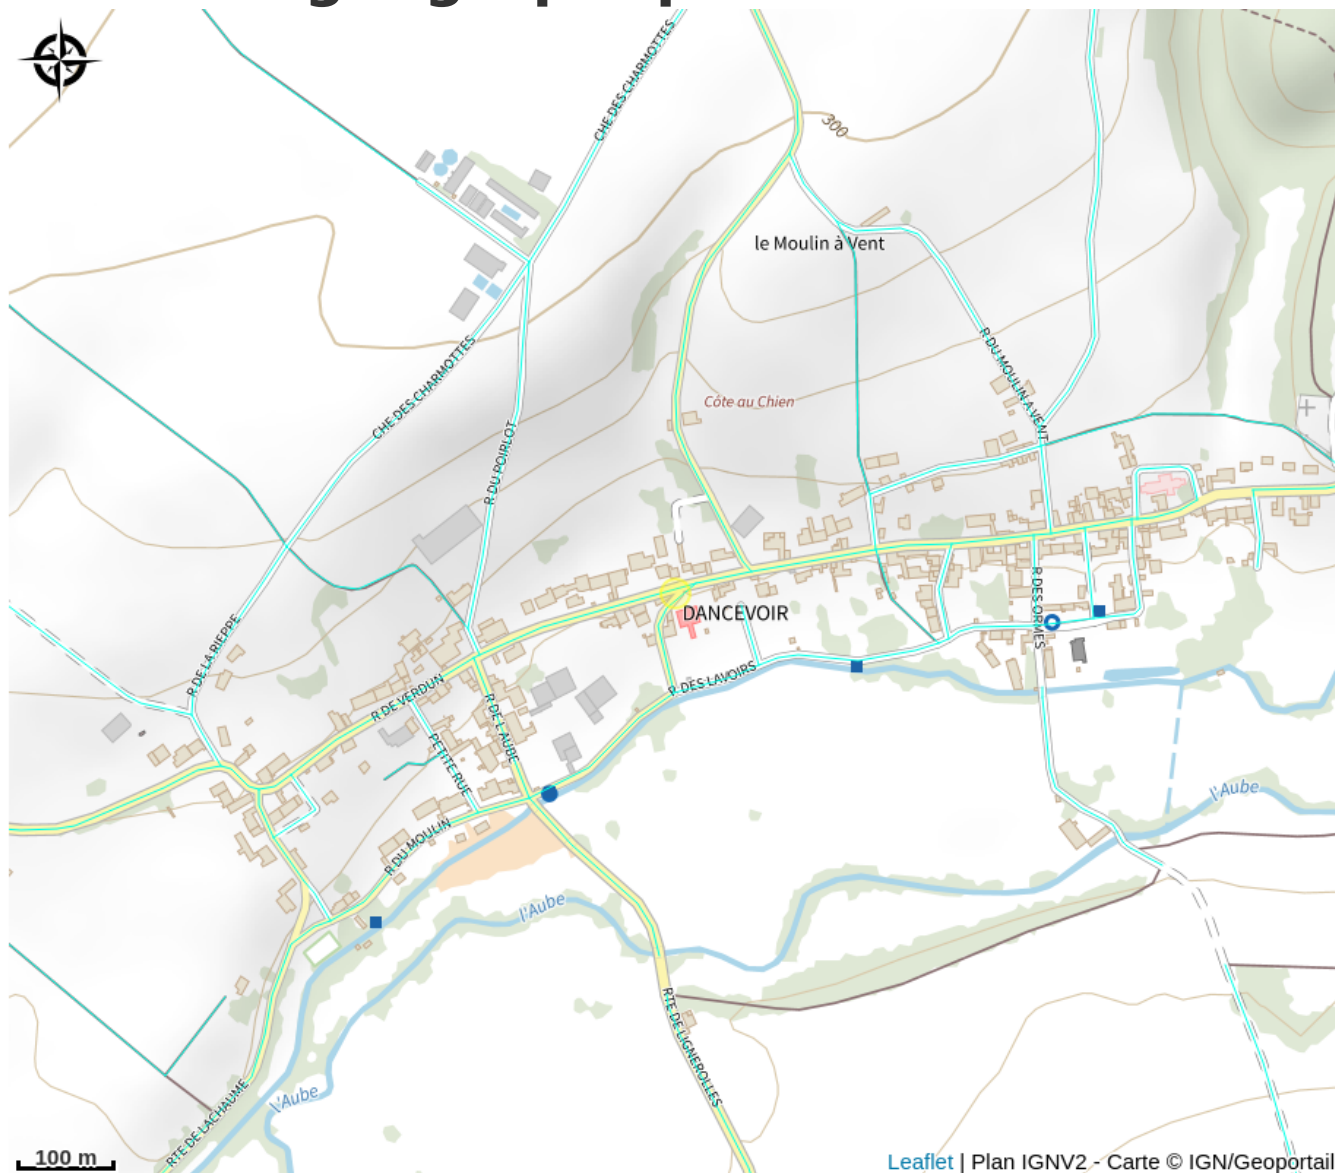 CHE DES CHARMOTTES
300
le Moulin à Vent
R DU MOULIN A VENT
CHE DES CHARMOTTES
Côte au Chien
R DU POIRLOT
R DES ORMES
DANCEVOIR
R DE LA RIEPPE
R DES LAVOIRS
R DE VERDUN
R DE L'AUBE
PETITE RUE
l'Aube
R DU MOULIN
l'Aube
RTE DE LIGNEROLLES
l'Aube
RTE DE LACHAUME
100 m
Leaflet | Plan IGNV2 - Carte © IGN/Geoportail